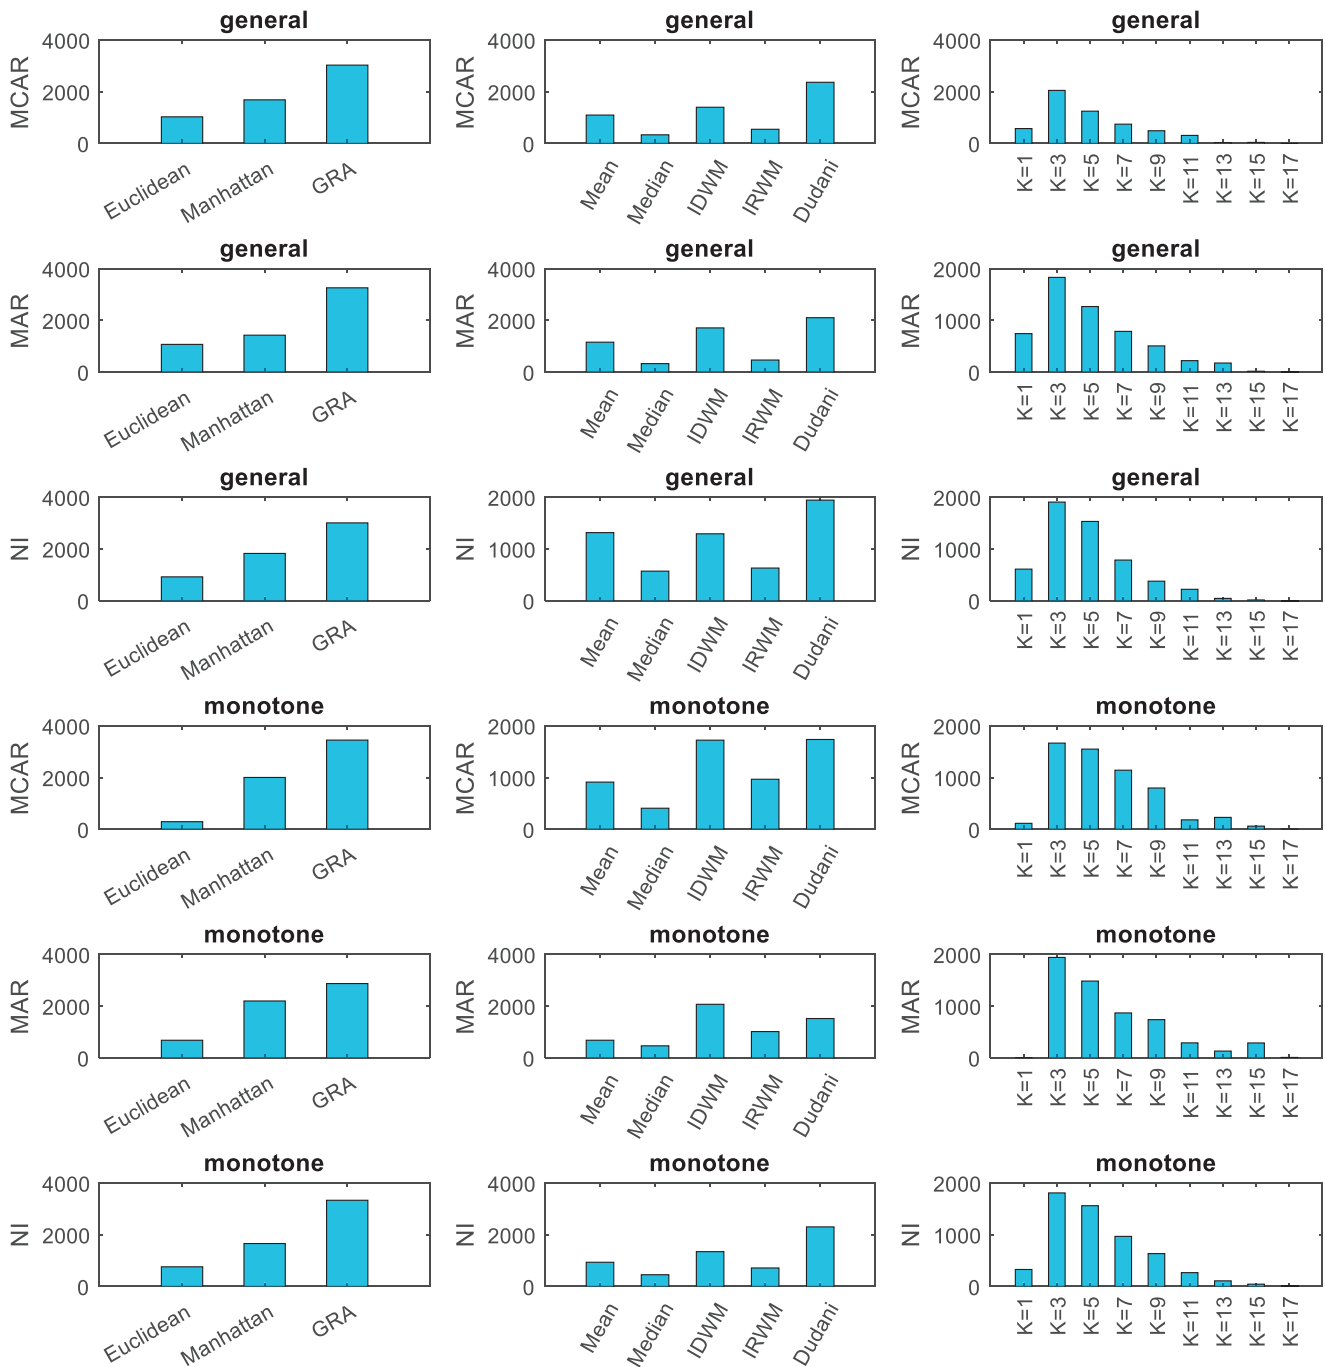 general general general
MCAR 4000 2000 0 Euclidean Manhattan GRA
MCAR 4000 2000 0 Mean Median IDWM IRWM Dudani
MCAR 4000 2000 0 K=1 K=3 K=5 K=7 K=9 K=11 K=13 K=15 K=17
general general general
MAR 4000 2000 0 Euclidean Manhattan GRA
MAR 4000 2000 0 Mean Median IDWM IRWM Dudani
MAR 2000 1000 0 K=1 K=3 K=5 K=7 K=9 K=11 K=13 K=15 K=17
general general general
NI 4000 2000 0 Euclidean Manhattan GRA
NI 2000 1000 0 Mean Median IDWM IRWM Dudani
NI 2000 1000 0 K=1 K=3 K=5 K=7 K=9 K=11 K=13 K=15 K=17
monotone monotone monotone
MCAR 4000 2000 0 Euclidean Manhattan GRA
MCAR 2000 1000 0 Mean Median IDWM IRWM Dudani
MCAR 2000 1000 0 K=1 K=3 K=5 K=7 K=9 K=11 K=13 K=15 K=17
monotone monotone monotone
MAR 4000 2000 0 Euclidean Manhattan GRA
MAR 4000 2000 0 Mean Median IDWM IRWM Dudani
MAR 2000 1000 0 K=1 K=3 K=5 K=7 K=9 K=11 K=13 K=15 K=17
monotone monotone monotone
NI 4000 2000 0 Euclidean Manhattan GRA
NI 4000 2000 0 Mean Median IDWM IRWM Dudani
NI 2000 1000 0 K=1 K=3 K=5 K=7 K=9 K=11 K=13 K=15 K=17